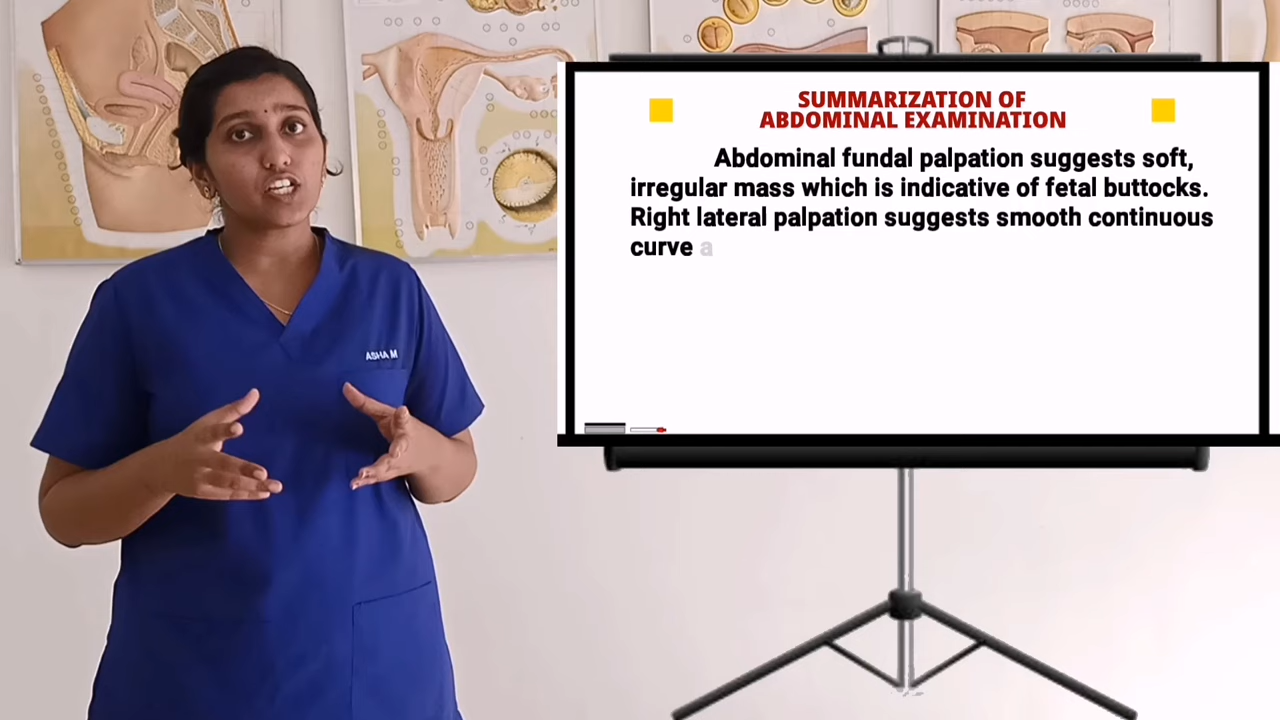 SUMMARIZATION OF
ABDOMINAL EXAMINATION
Abdominal fundal palpation suggests soft,
irregular mass which is indicative of fetal buttocks.
Right lateral palpation suggests smooth continuous
curve a
ASHA M